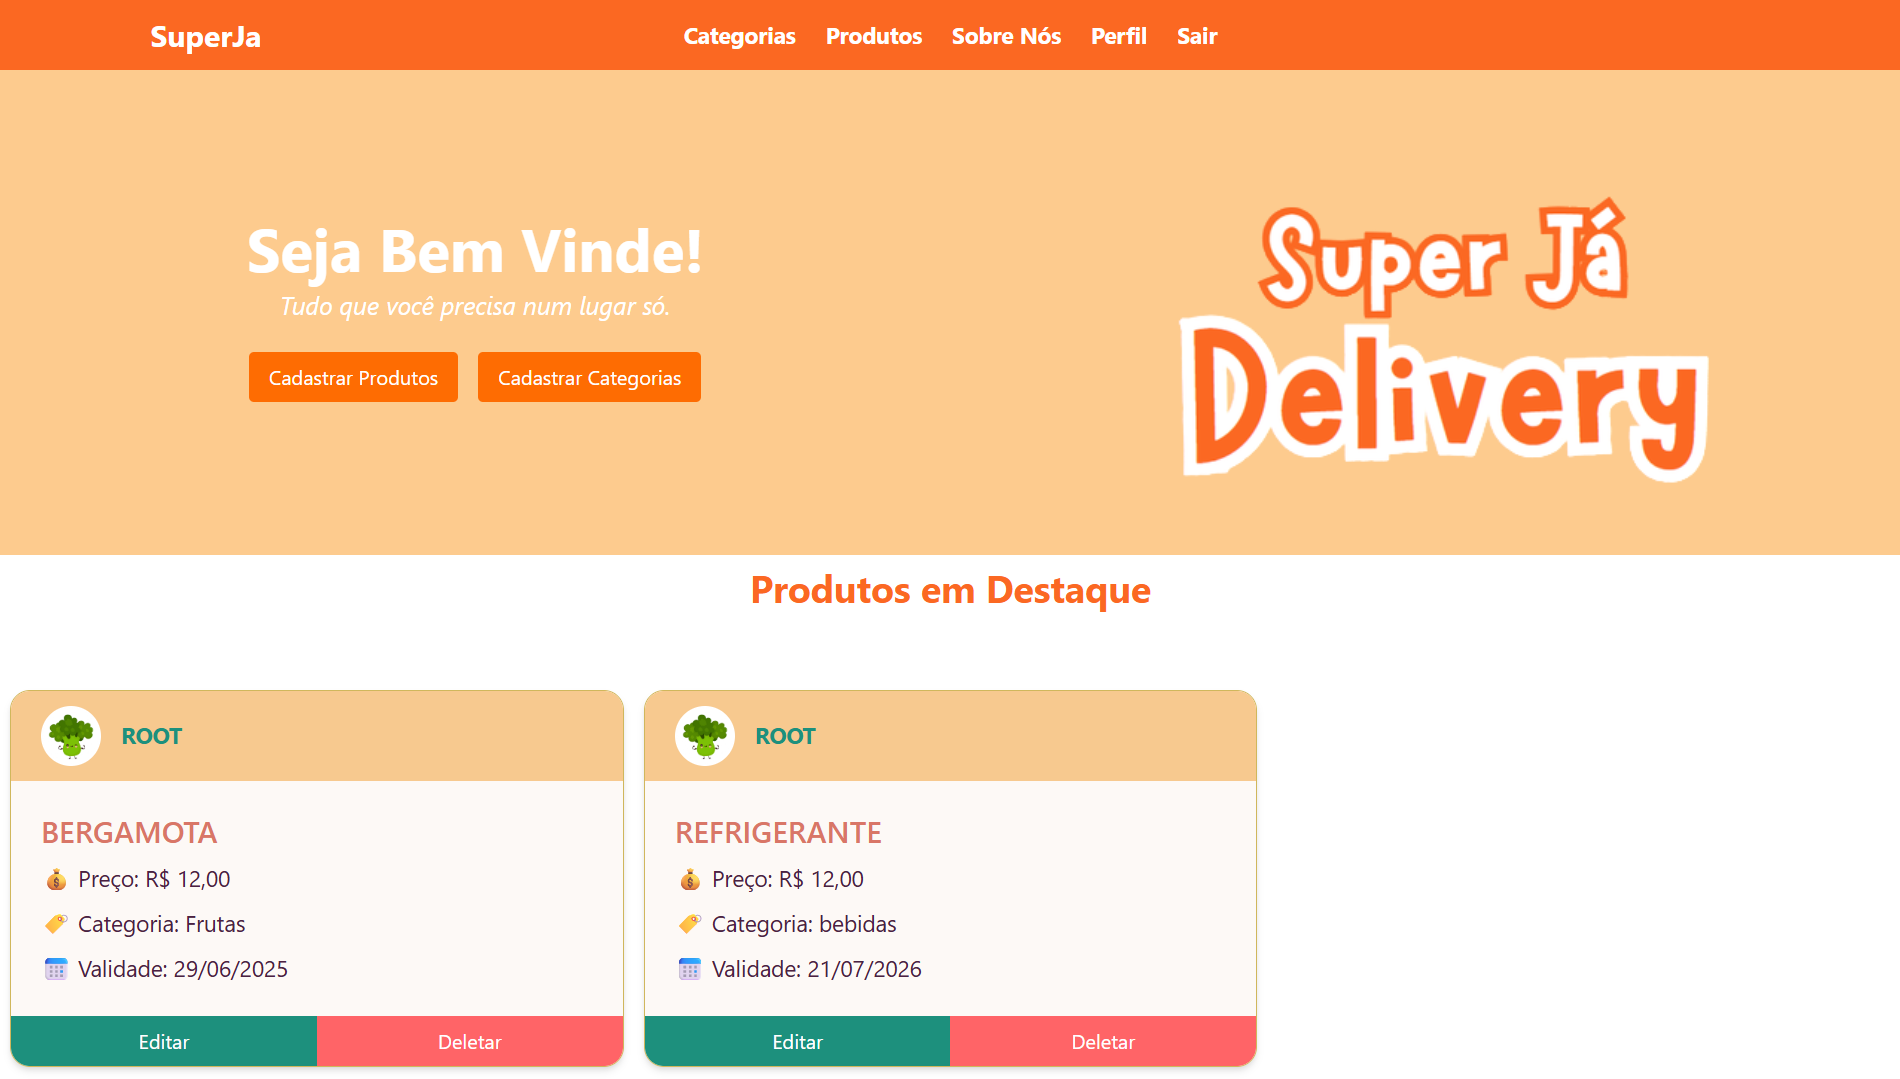 SuperJa
Categorias Produtos Sobre Nós Perfil Sair
Seja Bem Vinde!
Tudo que você precisa num lugar só.
Cadastrar Produtos
Cadastrar Categorias
Super Já
Delivery
Produtos em Destaque
ROOT
BERGAMOTA
Preço: R$ 12,00
Categoria: Frutas
Validade: 29/06/2025
Editar
Deletar
ROOT
REFRIGERANTE
Preço: R$ 12,00
Categoria: bebidas
Validade: 21/07/2026
Editar
Deletar